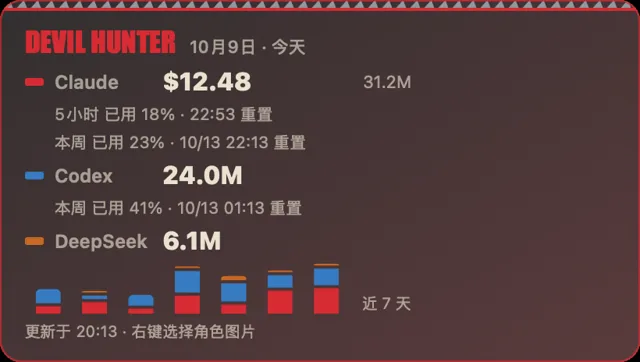 DEVIL HUNTER 10月9日 · 今天
Claude $12.48 31.2M
5小时 已用 18% · 22:53 重置
本周 已用 23% · 10/13 22:13 重置
Codex 24.0M
本周 已用 41% · 10/13 01:13 重置
DeepSeek 6.1M
近 7 天
更新于 20:13 · 右键选择角色图片